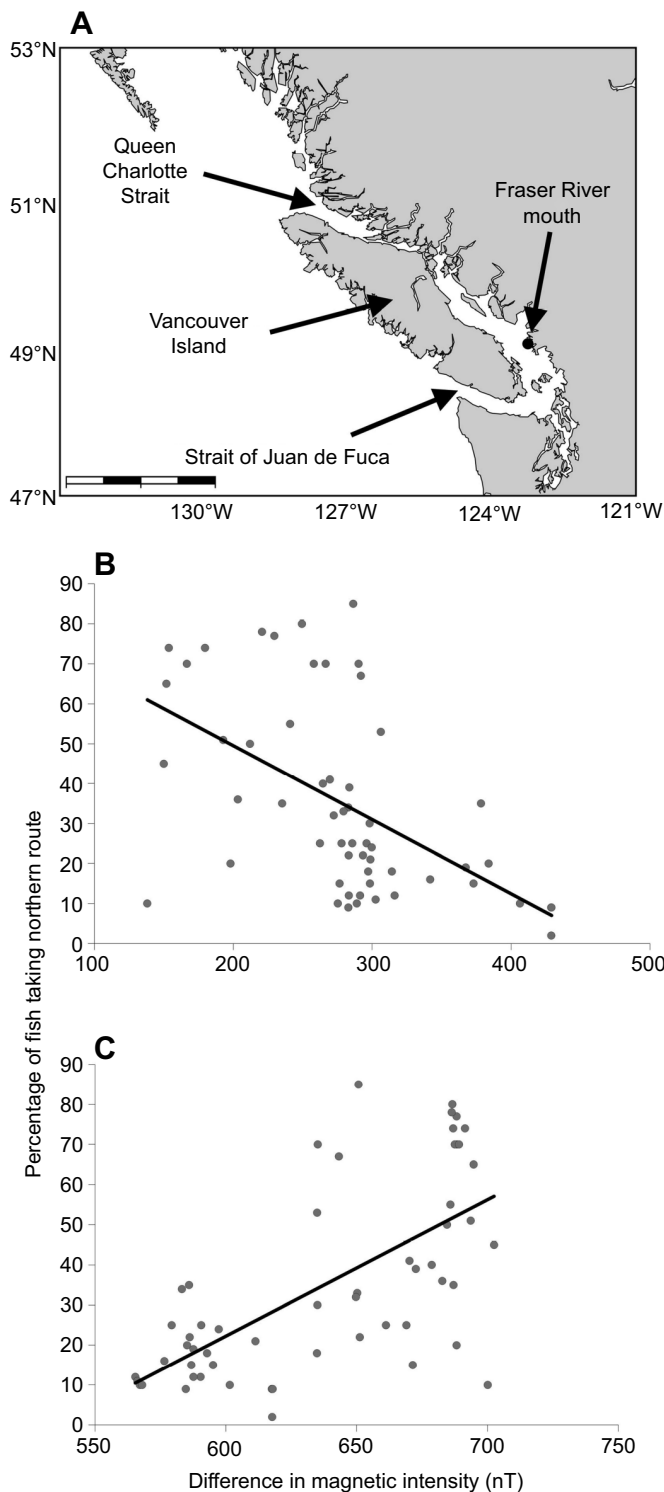 A
53°N
51°N
49°N
47°N
Queen
Charlotte
Strait
Fraser River
mouth
Vancouver
Island
Strait of Juan de Fuca
130°W 127°W 124°W 121°W
B
90
80
70
60
50
40
30
20
10
0
100 200 300 400 500
Percentage of fish taking northern route
C
90
80
70
60
50
40
30
20
10
0
550 600 650 700 750
Difference in magnetic intensity (nT)